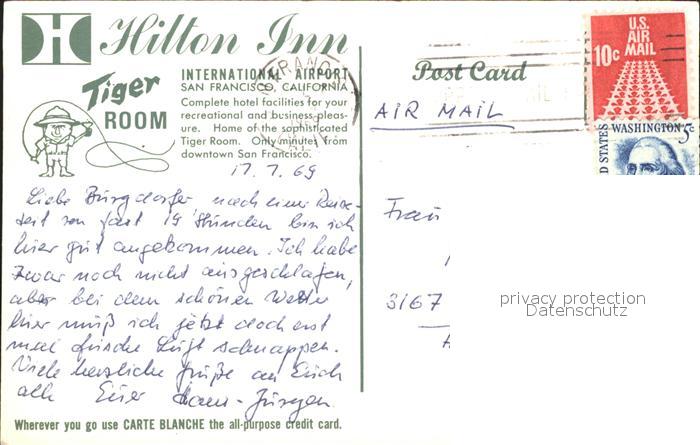 H Hilton Inn
Tiger
ROOM
INTERNATIONAL AIRPORT
SAN FRANCISCO, CALIFORNIA
Complete hotel facilities for your
recreational and business pleas-
ure. Home of the sophisticated
Tiger Room. Only minutes from
downtown San Francisco.
17.7.69
Liebe Burgdorfer, nach einer Reise-
zeit von fast 19 Stunden bin ich
hier gut angekommen. Ich habe
zwar noch nicht ausgeschlafen,
aber bei dem schönen Wetter
hier muß ich jetzt doch erst
mal frische Luft schnappen.
Viele herzliche Grüße an Euch
alle Euer Hans-Jürgen
Wherever you go use CARTE BLANCHE the all-purpose credit card.
Post Card
AIR MAIL
U.S.
AIR
MAIL
10c
D STATES
WASHINGTON
5c
Frau
3167
privacy protection
Datenschutz